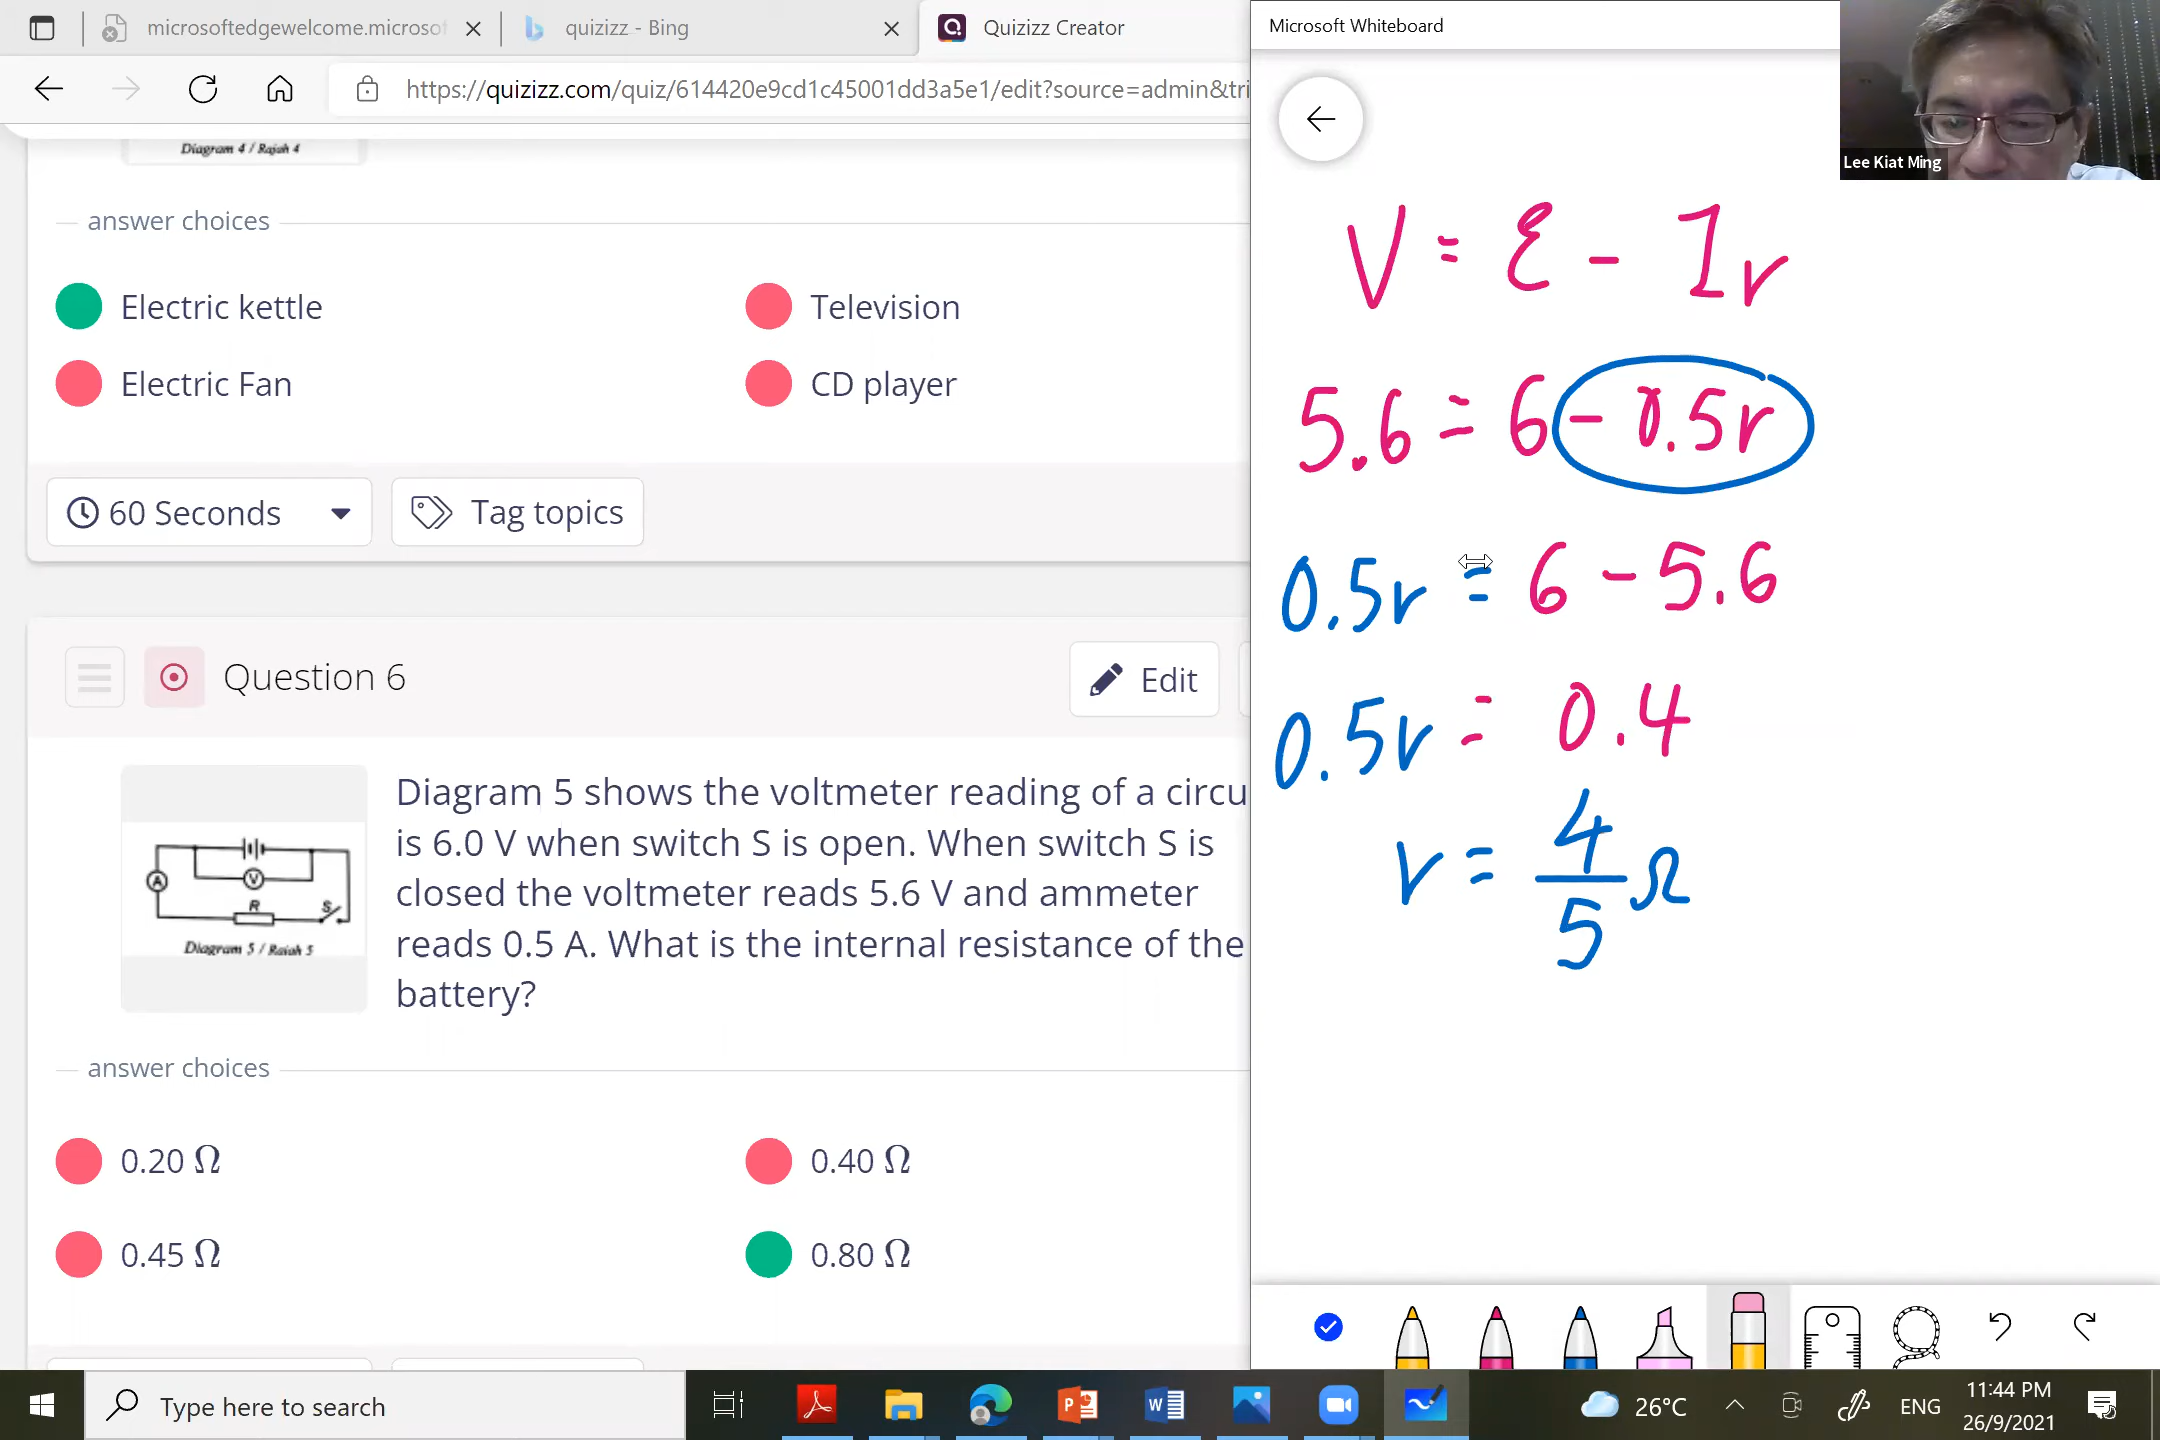 microsoftedgewelcome.microsof
quizizz - Bing
Quizizz Creator
https://quizizz.com/quiz/614420e9cd1c45001dd3a5e1/edit?source=admin&tri
Diagram 4 / Rajah 4
answer choices
Electric kettle
Television
Electric Fan
CD player
60 Seconds
Tag topics
Question 6
Edit
Diagram 5 shows the voltmeter reading of a circu
is 6.0 V when switch S is open. When switch S is
closed the voltmeter reads 5.6 V and ammeter
reads 0.5 A. What is the internal resistance of the
battery?
A
V
R
S
Diagram 5 / Rajah 5
answer choices
0.20 Ω
0.40 Ω
0.45 Ω
0.80 Ω
Microsoft Whiteboard
Lee Kiat Ming
V = ε - Ir
5.6 = 6 - 0.5r
0.5r = 6 - 5.6
0.5r = 0.4
r = 4/5 Ω
Type here to search
26°C
ENG
11:44 PM
26/9/2021